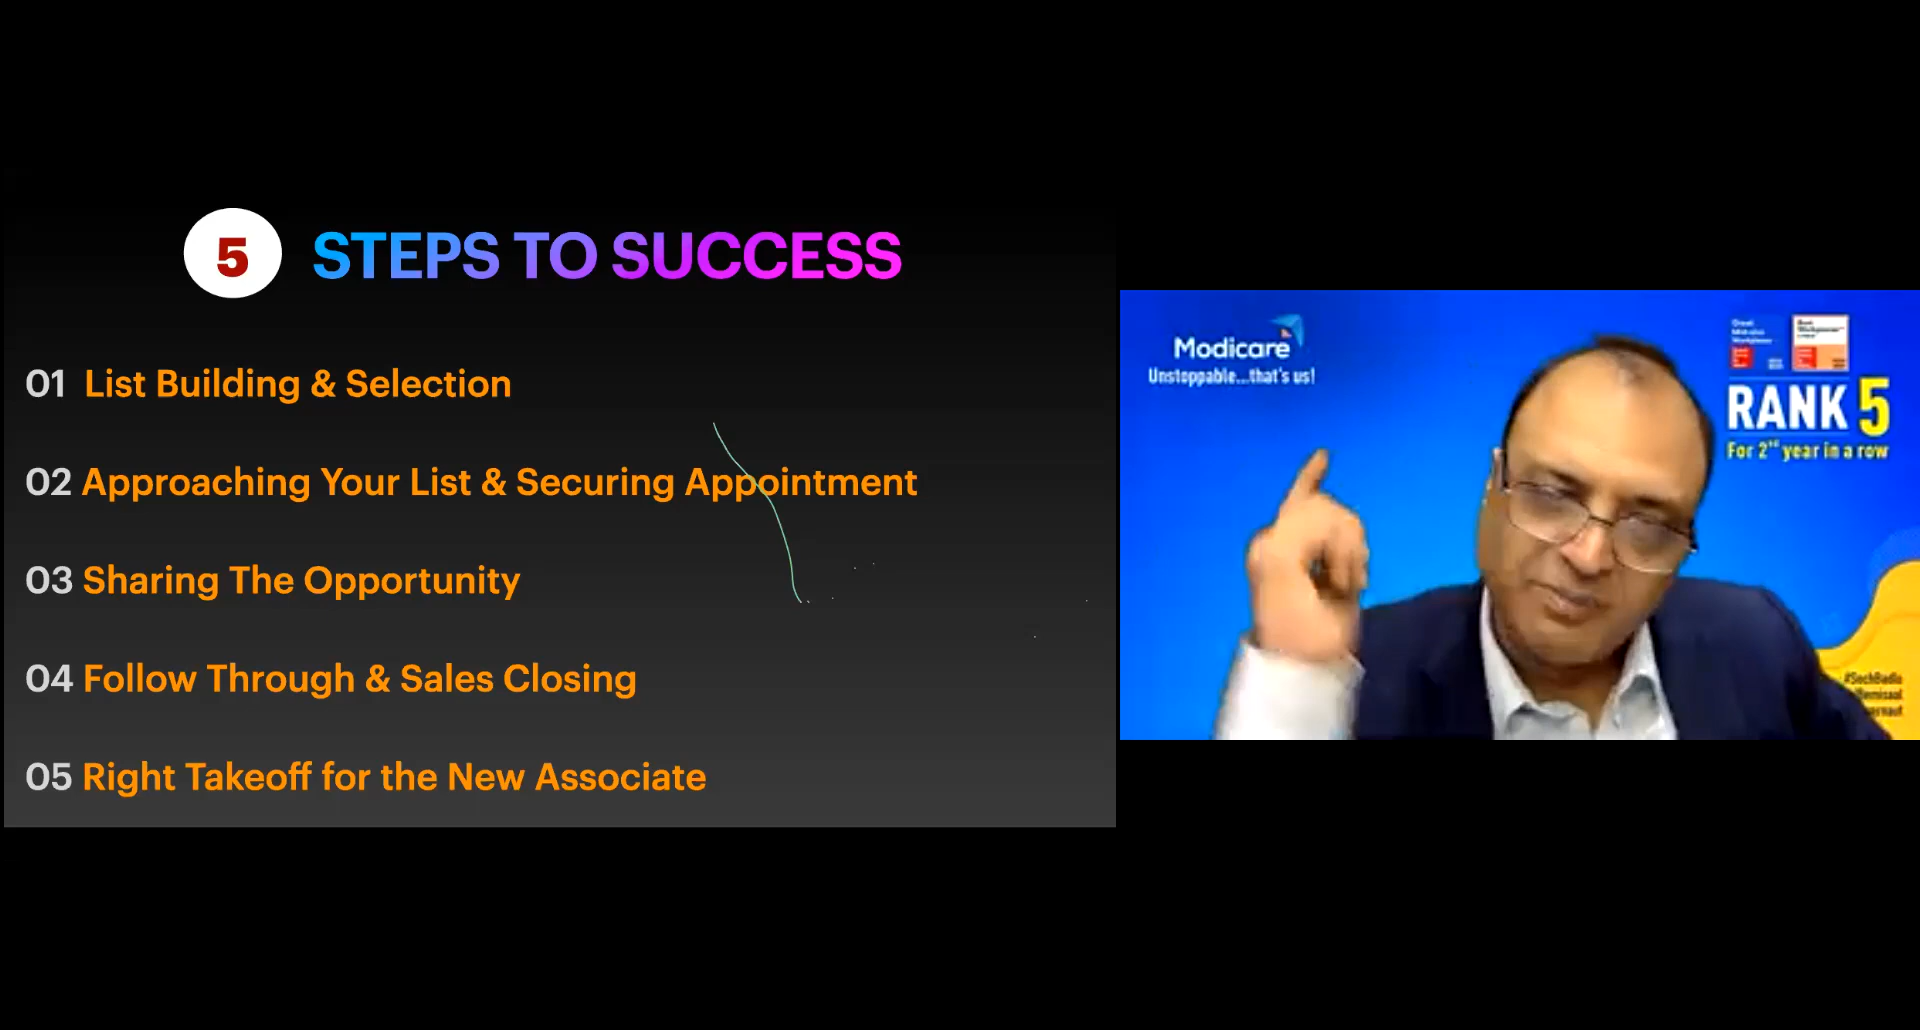 5 STEPS TO SUCCESS
01 List Building & Selection
02 Approaching Your List & Securing Appointment
03 Sharing The Opportunity
04 Follow Through & Sales Closing
05 Right Takeoff for the New Associate
Modicare
Unstoppable...that's us!
RANK 5
For 2nd year in a row
#SochBadlo